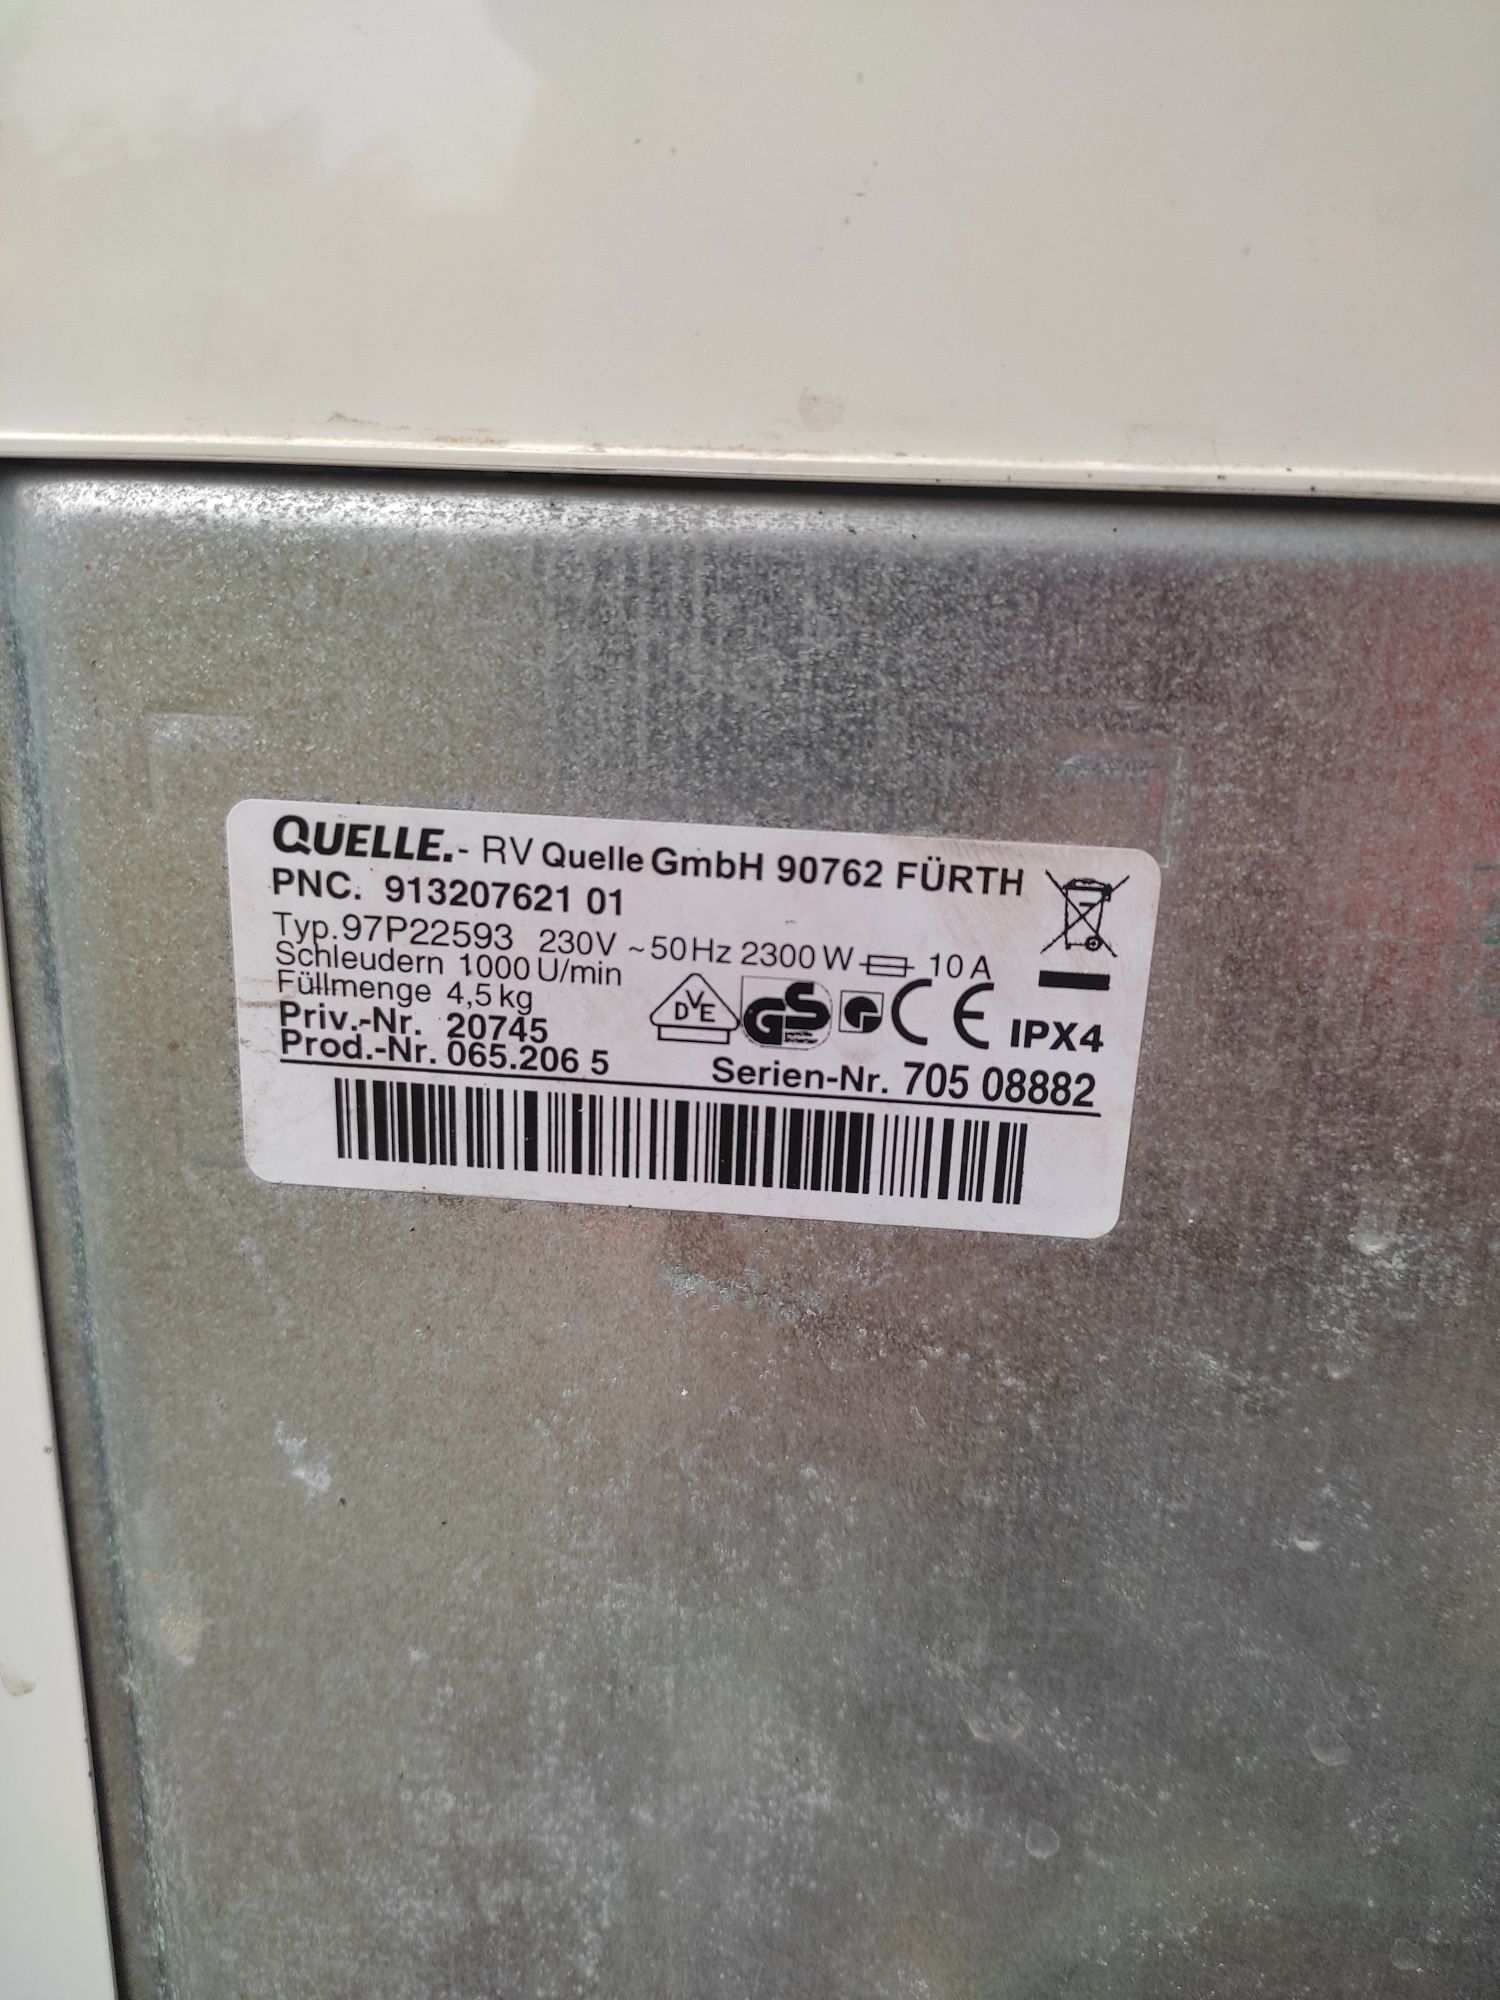 QUELLE.- RV Quelle GmbH 90762 FÜRTH
PNC. 913207621 01
Typ.97P22593 230V ~50Hz 2300 W 10 A
Schleudern 1000 U/min
Füllmenge 4,5 kg
DVE GS CE IPX4
Priv.-Nr. 20745
Prod.-Nr. 065.206 5 Serien-Nr. 705 08882